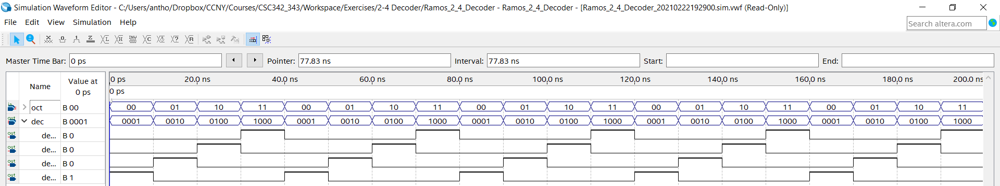 Simulation Waveform Editor - C:/Users/antho/Dropbox/CCNY/Courses/CSC342_343/Workspace/Exercises/2-4 Decoder/Ramos_2_4_Decoder - Ramos_2_4_Decoder - [Ramos_2_4_Decoder_20210222192900.sim.vwf (Read-Only)]
File Edit View Simulation Help
Search altera.com
Master Time Bar: 0 ps Pointer: 77.83 ns Interval: 77.83 ns Start: End:
Name Value at 0 ps
0 ps 20.0 ns 40.0 ns 60.0 ns 80.0 ns 100.0 ns 120.0 ns 140.0 ns 160.0 ns 180.0 ns 200.0 ns
0 ps
in oct B 00 00 01 10 11 00 01 10 11 00 01 10 11 00 01 10 11 00 01 10 11
out dec B 0001 0001 0010 0100 1000 0001 0010 0100 1000 0001 0010 0100 1000 0001 0010 0100 1000 0001 0010 0100 1000
out de... B 0
out de... B 0
out de... B 0
out de... B 1